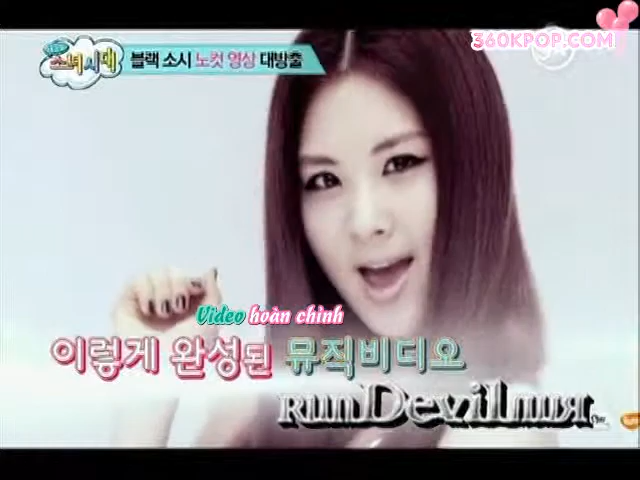 360KPOP.COM
소녀시대
블랙 소시 노컷 영상 대방출
Video hoàn chỉnh
이렇게 완성된 뮤직비디오
RunDevilRun